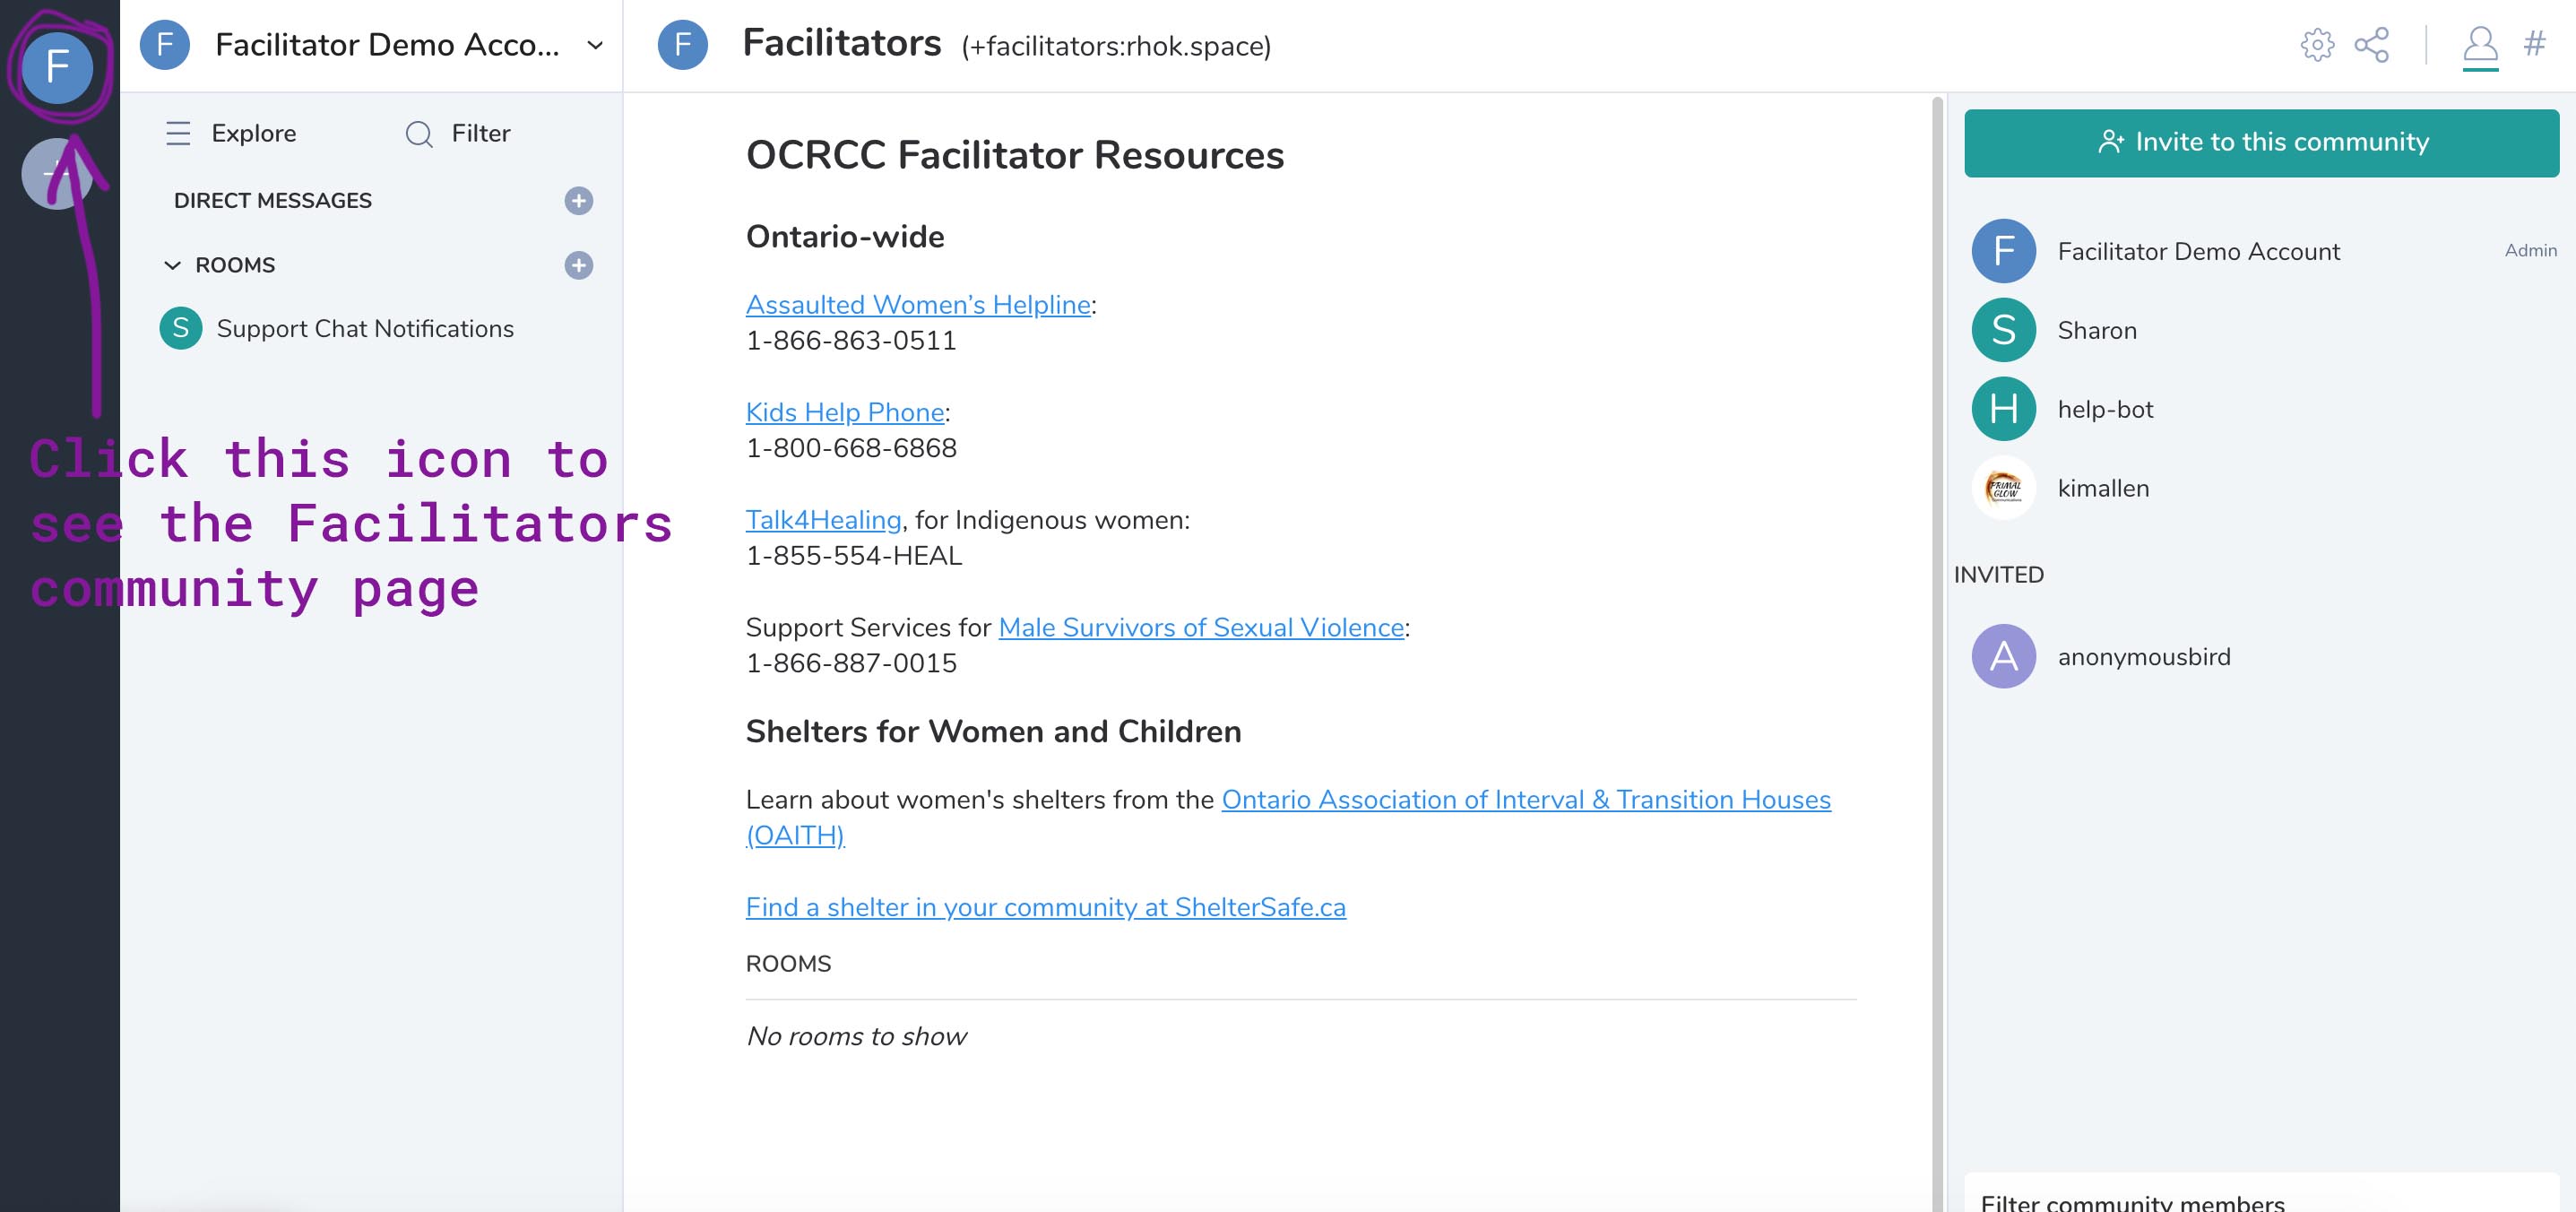 F
F Facilitator Demo Acco...
Explore Filter
DIRECT MESSAGES
ROOMS
S Support Chat Notifications
Click this icon to
see the Facilitators
community page
F Facilitators (+facilitators:rhok.space)
#
OCRCC Facilitator Resources
Ontario-wide
Assaulted Women’s Helpline:
1-866-863-0511
Kids Help Phone:
1-800-668-6868
Talk4Healing, for Indigenous women:
1-855-554-HEAL
Support Services for Male Survivors of Sexual Violence:
1-866-887-0015
Shelters for Women and Children
Learn about women's shelters from the Ontario Association of Interval & Transition Houses
(OAITH)
Find a shelter in your community at ShelterSafe.ca
ROOMS
No rooms to show
Invite to this community
F Facilitator Demo Account Admin
S Sharon
H help-bot
PRIMAL
GLOW
kimallen
INVITED
A anonymousbird
Filter community members